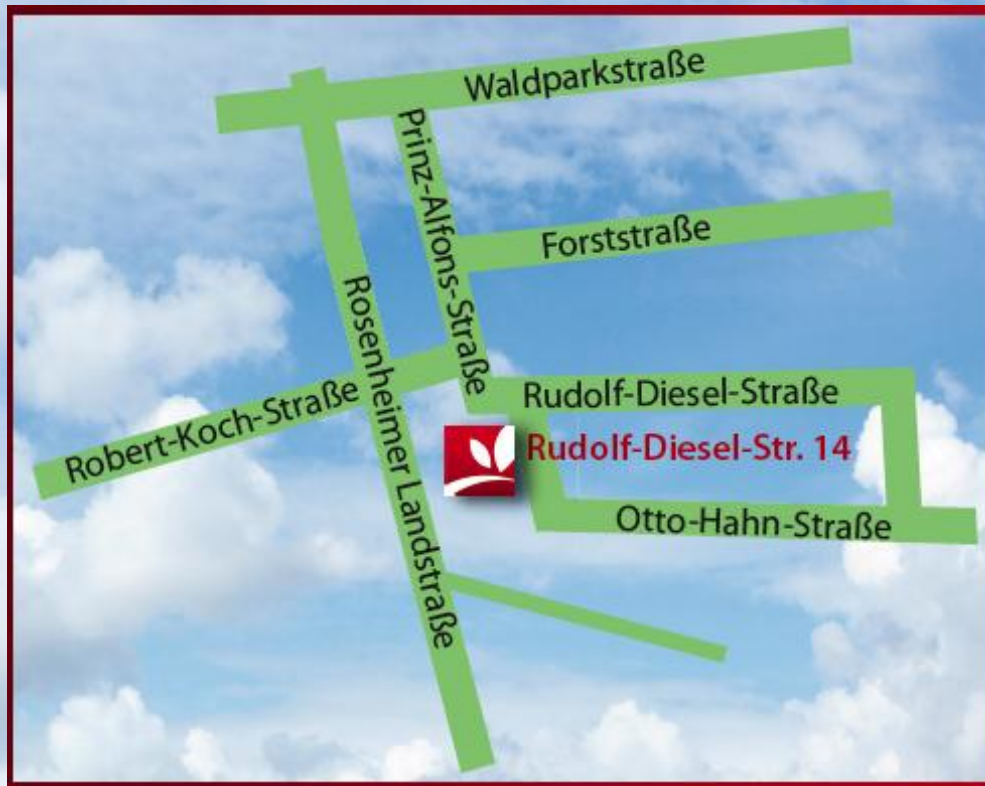 Waldparkstraße
Prinz-Alfons-Straße
Forststraße
Rosenheimer Landstraße
Robert-Koch-Straße
Rudolf-Diesel-Straße
Rudolf-Diesel-Str. 14
Otto-Hahn-Straße